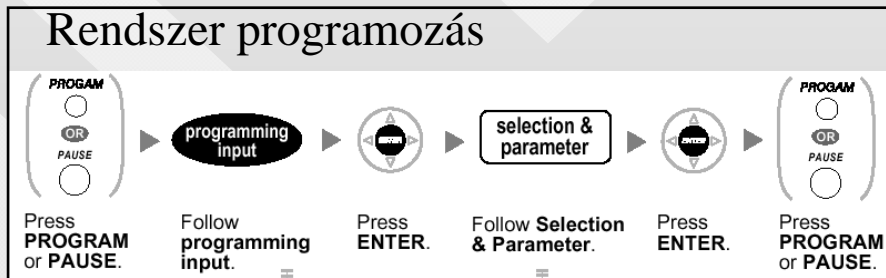 Rendszer programozás
PROGAM
OR
PAUSE
programming
input
ENTER
selection &
parameter
ENTER
PROGAM
OR
PAUSE
Press
PROGRAM
or PAUSE.
Follow
programming
input.
Press
ENTER.
Follow Selection
& Parameter.
Press
ENTER.
Press
PROGRAM
or PAUSE.